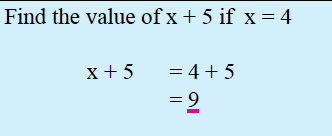 Find the value of x + 5 if x = 4
x + 5 = 4 + 5
= 9